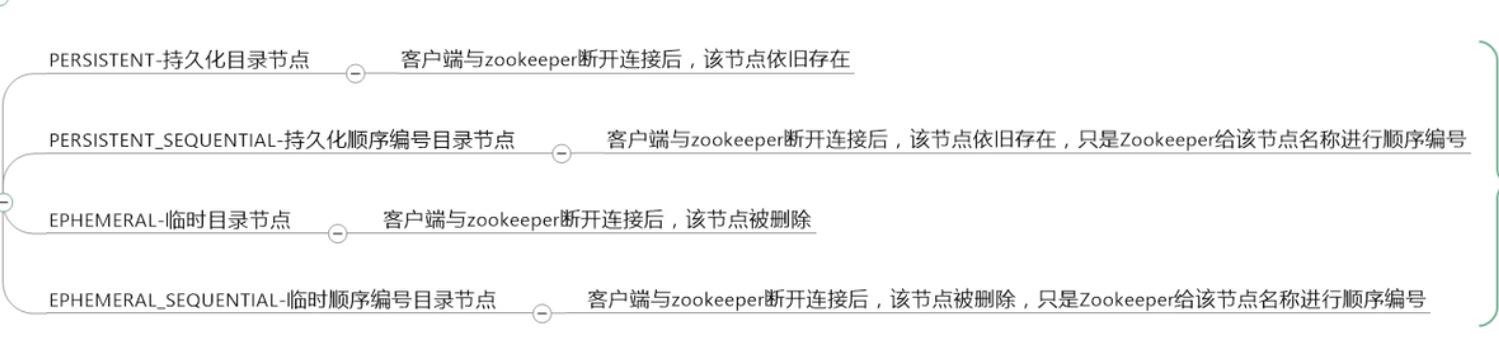 PERSISTENT-持久化目录节点 客户端与zookeeper断开连接后，该节点依旧存在
PERSISTENT_SEQUENTIAL-持久化顺序编号目录节点 客户端与zookeeper断开连接后，该节点依旧存在，只是Zookeeper给该节点名称进行顺序编号
EPHEMERAL-临时目录节点 客户端与zookeeper断开连接后，该节点被删除
EPHEMERAL_SEQUENTIAL-临时顺序编号目录节点 客户端与zookeeper断开连接后，该节点被删除，只是Zookeeper给该节点名称进行顺序编号